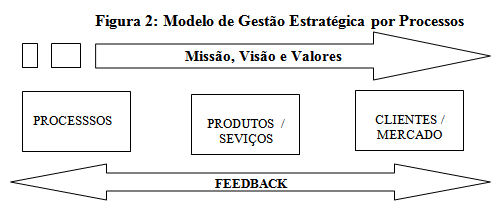 Figura 2: Modelo de Gestão Estratégica por Processos
Missão, Visão e Valores
PROCESSSOS
PRODUTOS /
SEVIÇOS
CLIENTES /
MERCADO
FEEDBACK